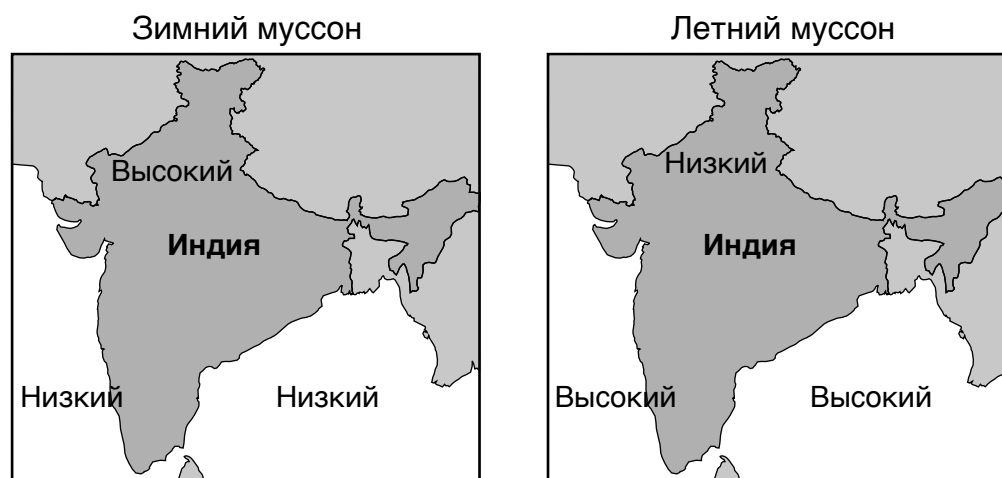 Зимний муссон
Высокий
Индия
Низкий
Низкий
Летний муссон
Низкий
Индия
Высокий
Высокий